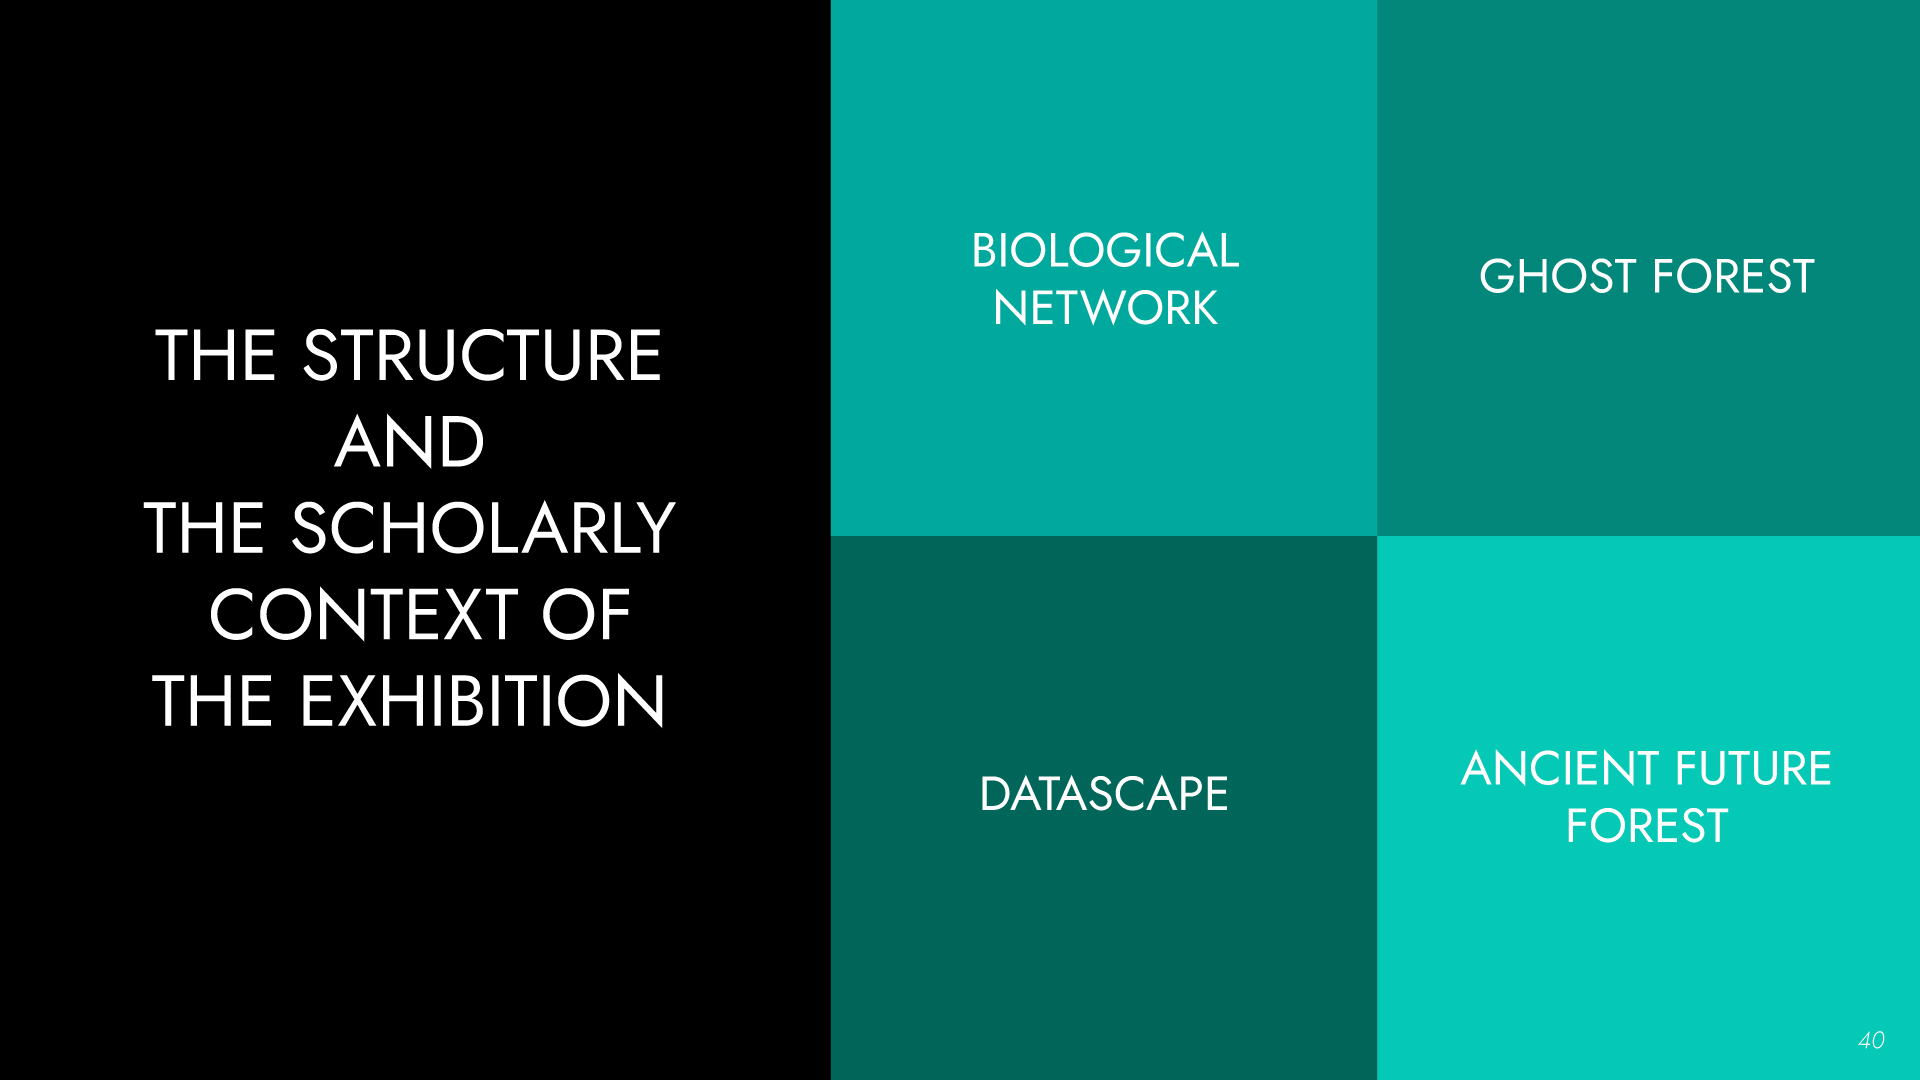 THE STRUCTURE
AND
THE SCHOLARLY
CONTEXT OF
THE EXHIBITION
BIOLOGICAL
NETWORK
GHOST FOREST
DATASCAPE
ANCIENT FUTURE
FOREST
40